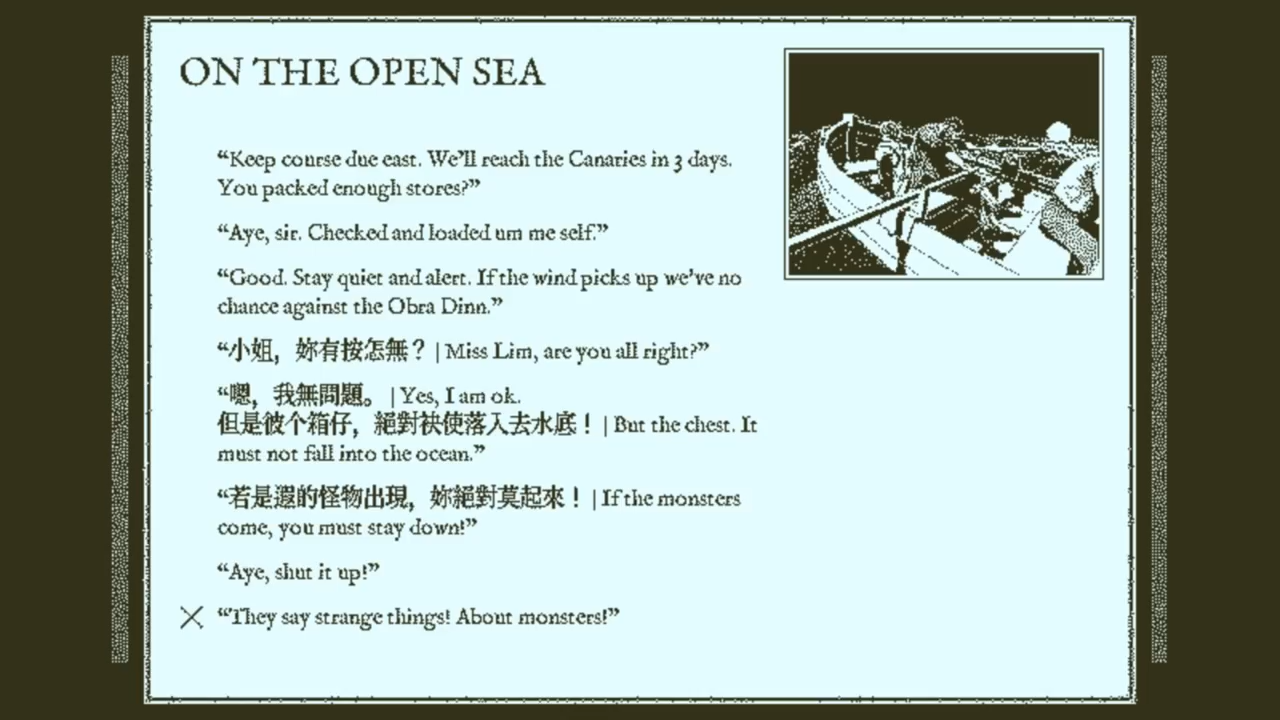 ON THE OPEN SEA
“Keep course due east. We’ll reach the Canaries in 3 days.
You packed enough stores?”
“Aye, sir. Checked and loaded um me self.”
“Good. Stay quiet and alert. If the wind picks up we’ve no
chance against the Obra Dinn.”
“小姐，妳有按怎無？ | Miss Lim, are you all right?”
“嗯，我無問題。 | Yes, I am ok.
但是彼个箱仔，絕對袂使落入去水底！ | But the chest. It
must not fall into the ocean.”
“若是遐的怪物出現，妳絕對莫起來！ | If the monsters
come, you must stay down!”
“Aye, shut it up!”
“They say strange things! About monsters!”